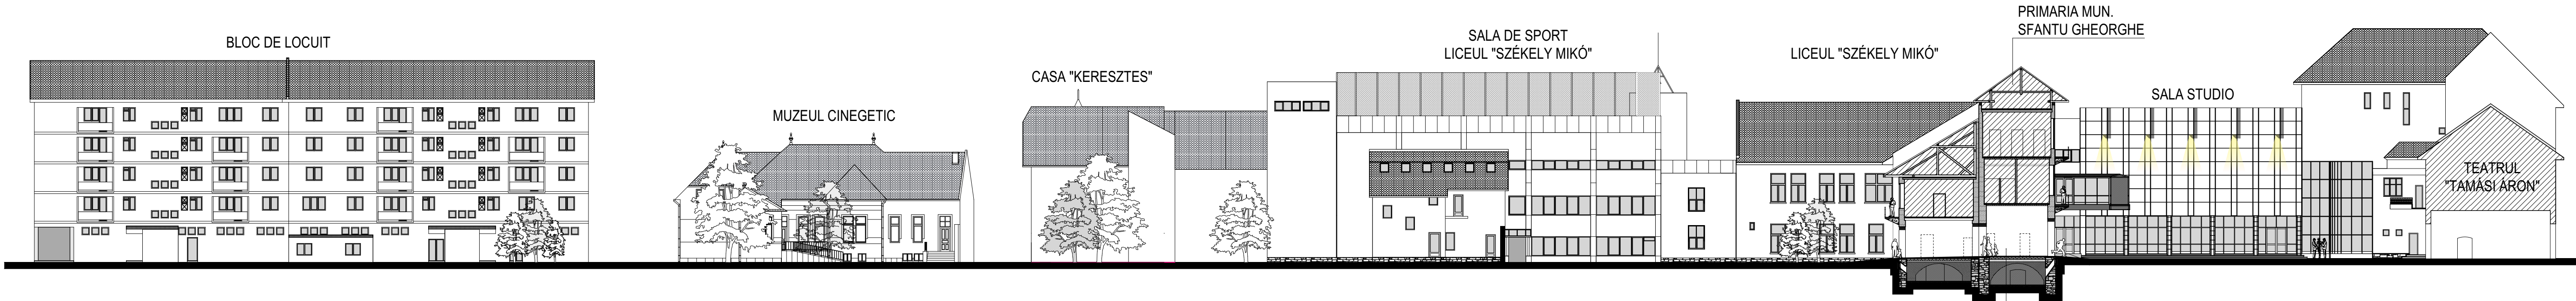 BLOC DE LOCUIT
MUZEUL CINEGETIC
CASA "KERESZTES"
SALA DE SPORT
LICEUL "SZÉKELY MIKÓ"
LICEUL "SZÉKELY MIKÓ"
PRIMARIA MUN.
SFANTU GHEORGHE
SALA STUDIO
TEATRUL
"TAMÁSI ÁRON"